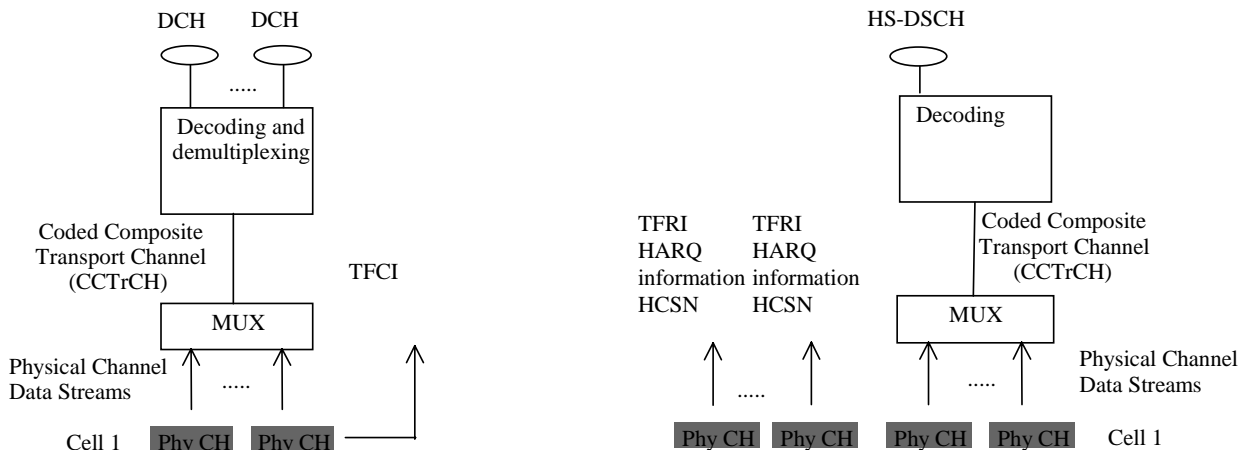 DCH DCH
.....
Decoding and
demultiplexing
Coded Composite
Transport Channel
(CCTrCH)
TFCI
MUX
Physical Channel
Data Streams
.....
Cell 1 Phy CH Phy CH
HS-DSCH
Decoding
TFRI
HARQ
information
HCSN
TFRI
HARQ
information
HCSN
Coded Composite
Transport Channel
(CCTrCH)
MUX
Physical Channel
Data Streams
.....
.....
Phy CH Phy CH Phy CH Phy CH Cell 1